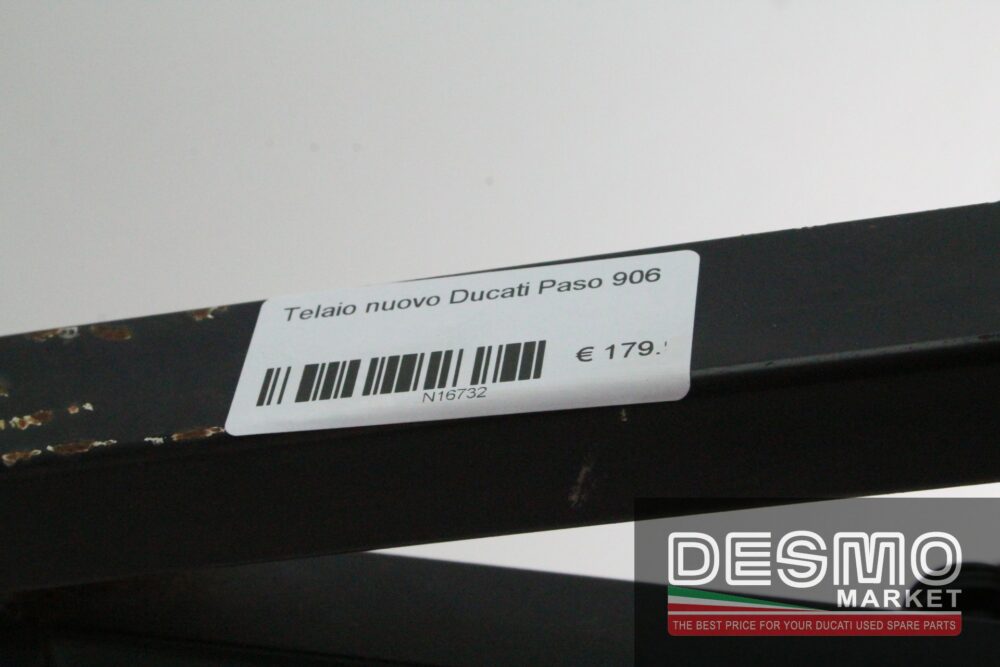 Telaio nuovo Ducati Paso 906
€ 179.
N16732
DESMO
MARKET
THE BEST PRICE FOR YOUR DUCATI USED SPARE PARTS